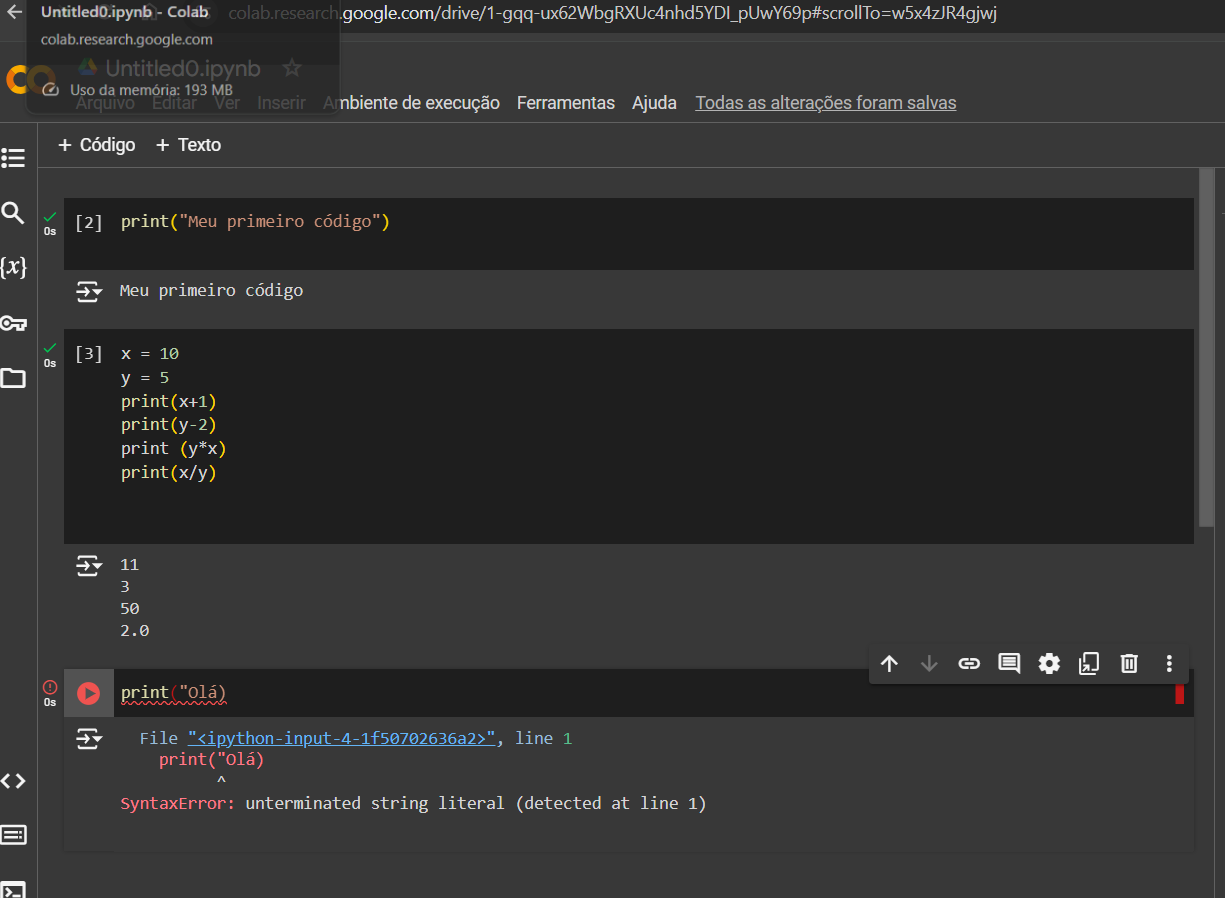 Untitled0.ipynb - Colab
colab.research.google.com/drive/1-gqq-ux62WbgRXUc4nhd5YDI_pUwY69p#scrollTo=w5x4zJR4gjwj
colab.research.google.com
Untitled0.ipynb
Uso da memória: 193 MB
Arquivo Editar Ver Inserir Ambiente de execução Ferramentas Ajuda Todas as alterações foram salvas
+ Código + Texto
[2] print("Meu primeiro código")
0s
Meu primeiro código
[3] x = 10
0s
y = 5
print(x+1)
print(y-2)
print (y*x)
print(x/y)
11
3
50
2.0
print("Olá)
0s
File "<ipython-input-4-1f50702636a2>", line 1
print("Olá)
^
SyntaxError: unterminated string literal (detected at line 1)